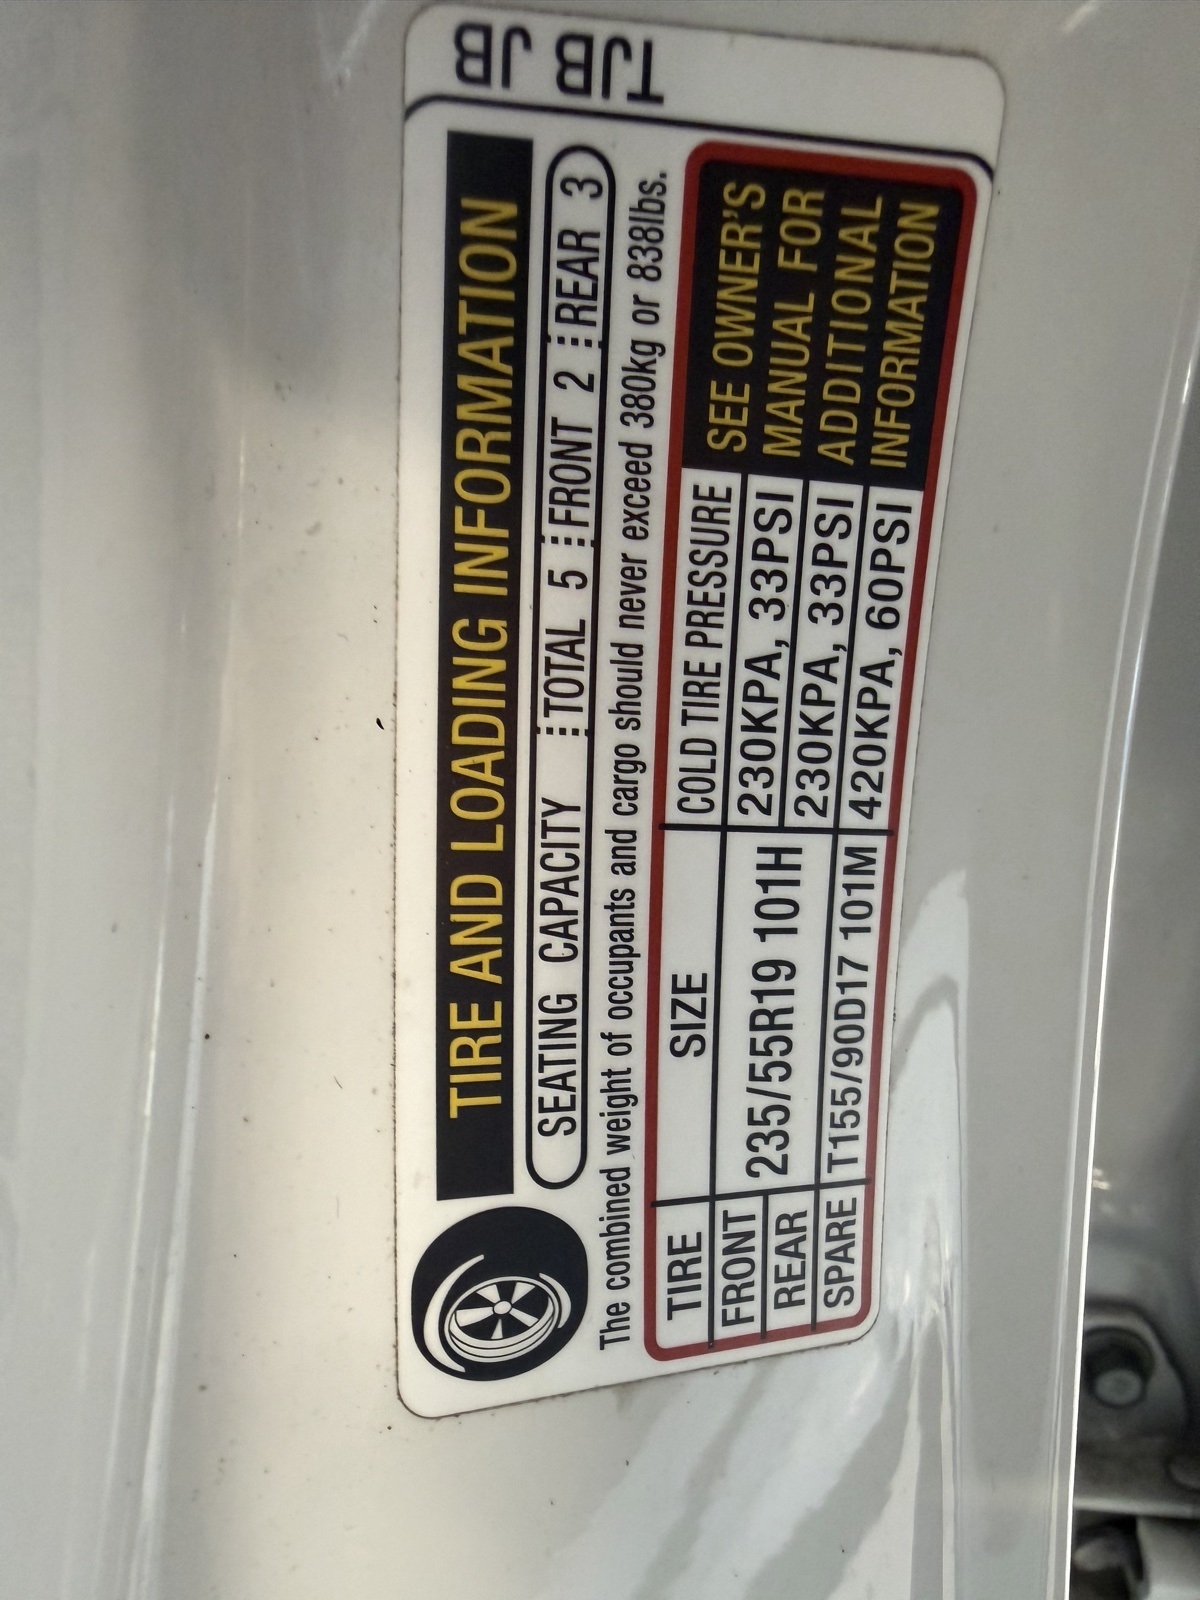 TJB JB
TIRE AND LOADING INFORMATION
SEATING CAPACITY TOTAL 5 FRONT 2 REAR 3
The combined weight of occupants and cargo should never exceed 380kg or 838lbs.
TIRE SIZE COLD TIRE PRESSURE
FRONT 235/55R19 101H 230KPA, 33PSI
REAR 230KPA, 33PSI
SPARE T155/90D17 101M 420KPA, 60PSI
SEE OWNER'S
MANUAL FOR
ADDITIONAL
INFORMATION